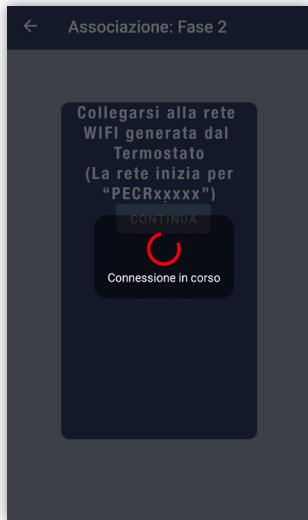 Associazione: Fase 2
Collegarsi alla rete
WIFI generata dal
Termostato
(La rete inizia per
“PECRxxxxx”)
CONTINUA
Connessione in corso